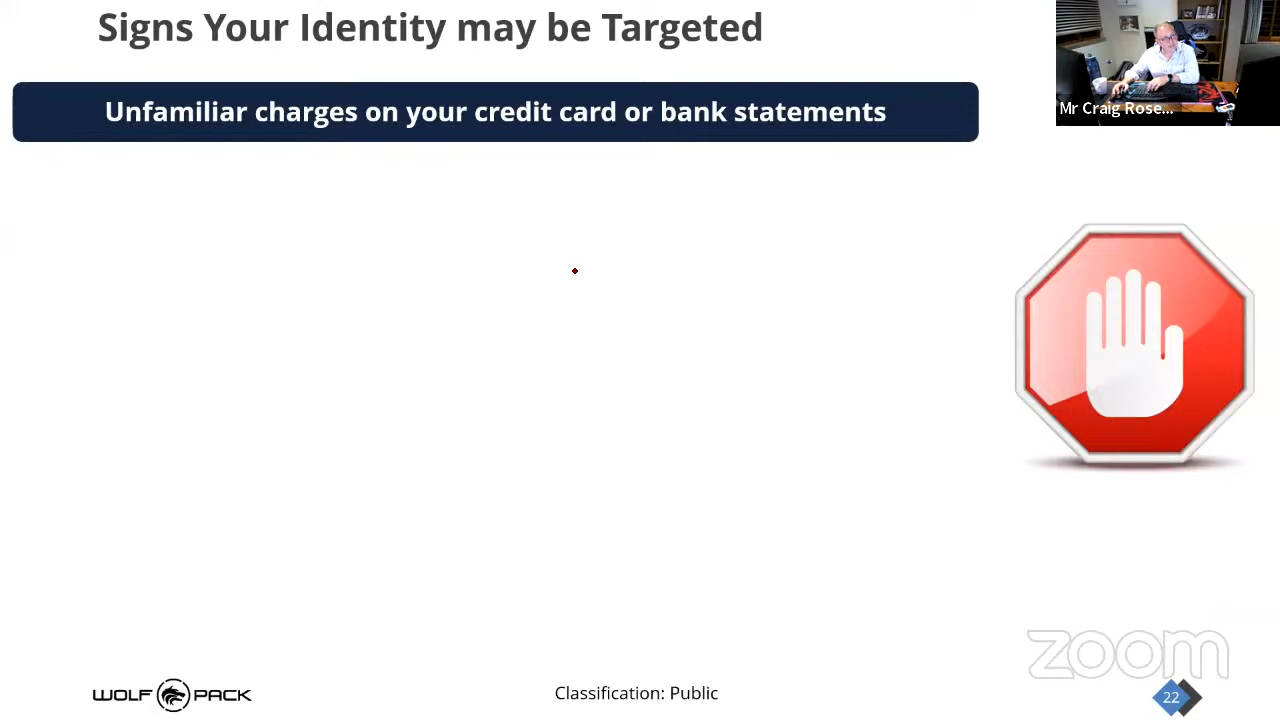 Signs Your Identity may be Targeted
Unfamiliar charges on your credit card or bank statements
Mr Craig Rose...
zoom
WOLF PACK
Classification: Public
22